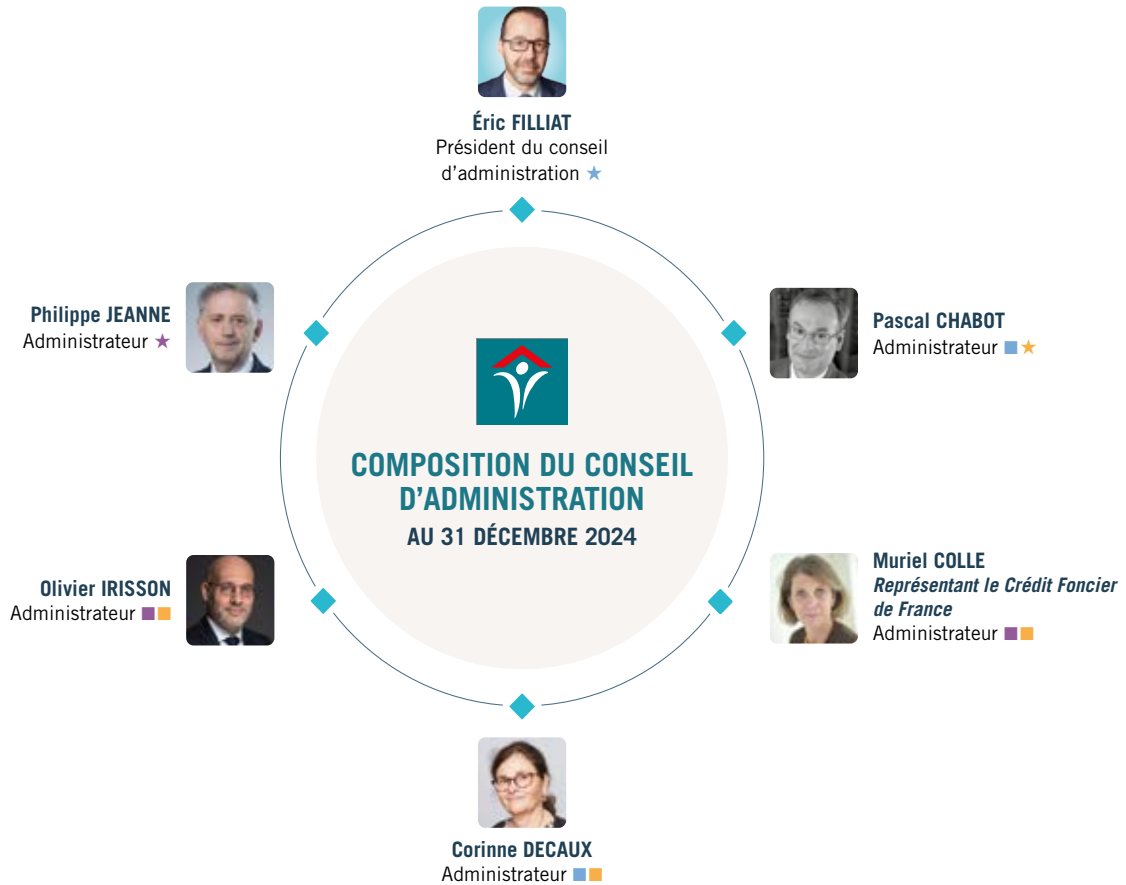 Éric FILLIAT
Président du conseil
d'administration ★
Philippe JEANNE
Administrateur ★
Pascal CHABOT
Administrateur ■★
COMPOSITION DU CONSEIL
D'ADMINISTRATION
AU 31 DÉCEMBRE 2024
Olivier IRISSON
Administrateur ■■
Muriel COLLE
Représentant le Crédit Foncier
de France
Administrateur ■■
Corinne DECAUX
Administrateur ■■